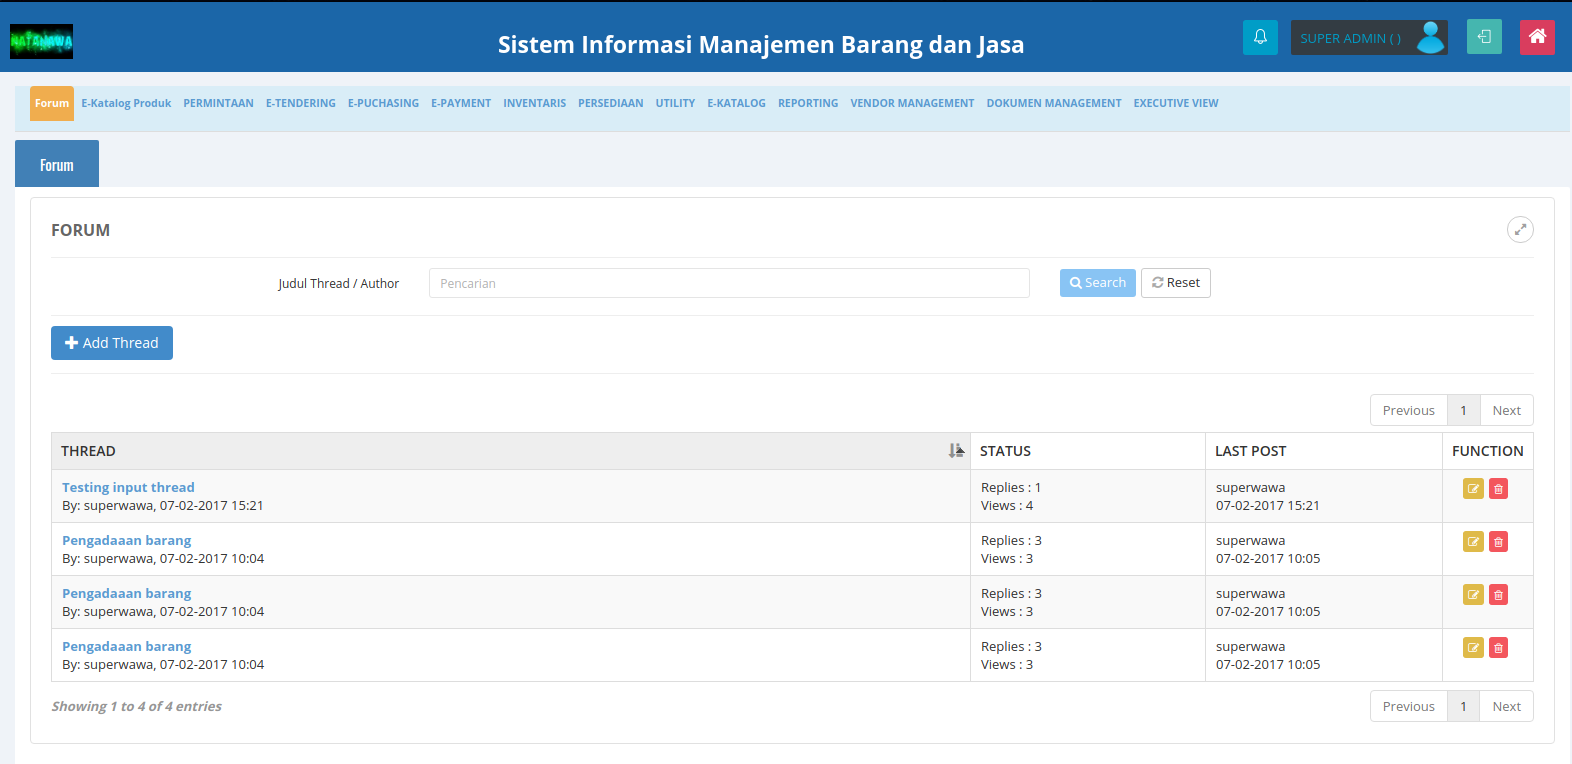 NATAWAWA
Sistem Informasi Manajemen Barang dan Jasa
SUPER ADMIN ( )
Forum E-Katalog Produk PERMINTAAN E-TENDERING E-PUCHASING E-PAYMENT INVENTARIS PERSEDIAAN UTILITY E-KATALOG REPORTING VENDOR MANAGEMENT DOKUMEN MANAGEMENT EXECUTIVE VIEW
Forum
FORUM
Judul Thread / Author Pencarian Search Reset
Add Thread
Previous 1 Next
THREAD STATUS LAST POST FUNCTION
Testing input thread Replies : 1 superwawa
By: superwawa, 07-02-2017 15:21 Views : 4 07-02-2017 15:21
Pengadaaan barang Replies : 3 superwawa
By: superwawa, 07-02-2017 10:04 Views : 3 07-02-2017 10:05
Pengadaaan barang Replies : 3 superwawa
By: superwawa, 07-02-2017 10:04 Views : 3 07-02-2017 10:05
Pengadaaan barang Replies : 3 superwawa
By: superwawa, 07-02-2017 10:04 Views : 3 07-02-2017 10:05
Showing 1 to 4 of 4 entries Previous 1 Next